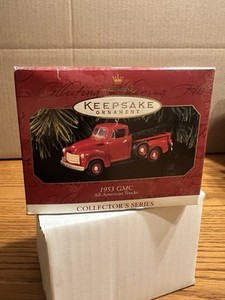 KEEPSAKE
ORNAMENT
1953 GMC
All-American Trucks
COLLECTOR'S SERIES